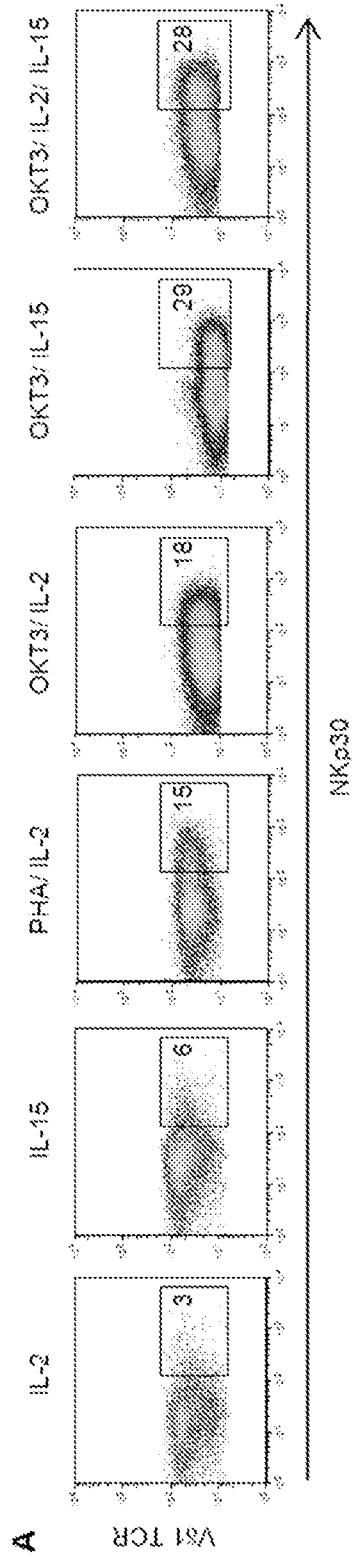 A
IL-2
IL-15
PHA/ IL-2
OKT3/ IL-2
OKT3/ IL-15
OKT3/ IL-2/ IL-15
3
6
15
18
29
28
Vδ1 TCR
NKp30